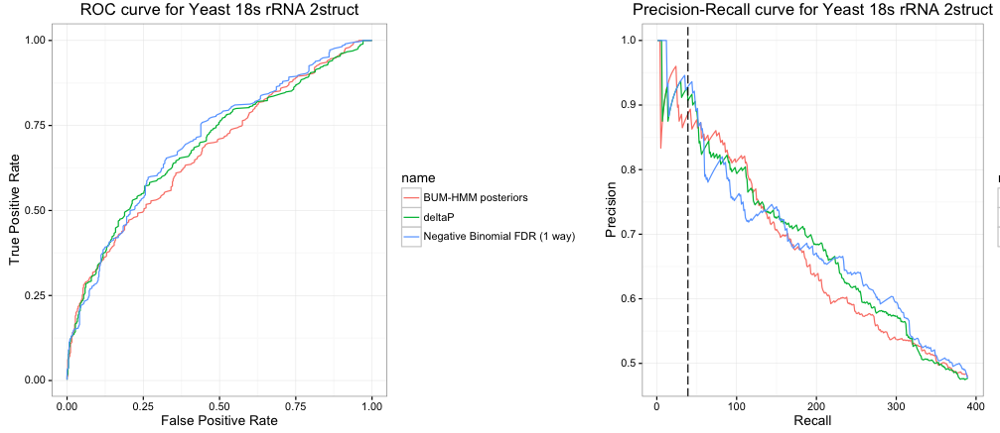 ROC curve for Yeast 18s rRNA 2struct
1.00
0.75
0.50
0.25
0.00
True Positive Rate
0.00 0.25 0.50 0.75 1.00
False Positive Rate
name
BUM-HMM posteriors
deltaP
Negative Binomial FDR (1 way)
Precision-Recall curve for Yeast 18s rRNA 2struct
1.0
0.9
0.8
0.7
0.6
0.5
Precision
0 100 200 300 400
Recall